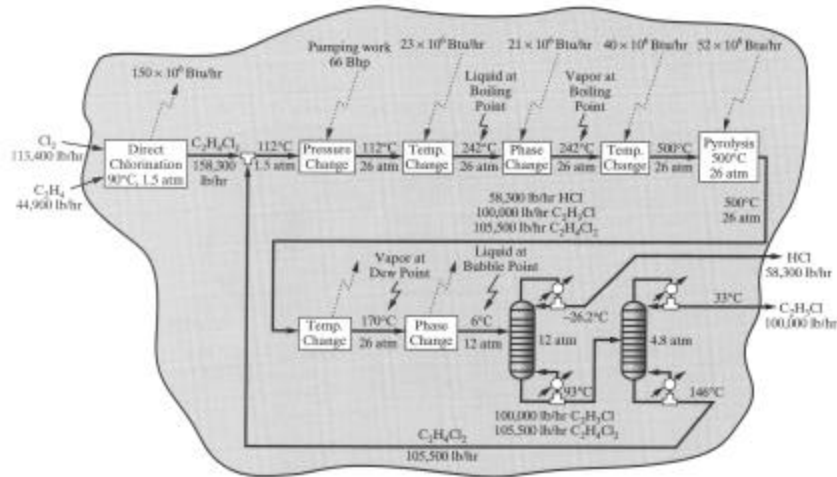 Pumping work
66 Bhp
23 × 10⁶ Btu/hr
21 × 10⁶ Btu/hr
40 × 10⁶ Btu/hr
52 × 10⁶ Btu/hr
150 × 10⁶ Btu/hr
Liquid at
Boiling
Point
Vapor at
Boiling
Point
Cl₂
113,400 lb/hr
C₂H₄
44,900 lb/hr
Direct
Chlorination
90°C, 1.5 atm
C₂H₄Cl₂
158,300
lb/hr
112°C
1.5 atm
Pressure
Change
112°C
26 atm
Temp.
Change
242°C
26 atm
Phase
Change
242°C
26 atm
Temp.
Change
500°C
26 atm
Pyrolysis
500°C
26 atm
500°C
26 atm
58,300 lb/hr HCl
100,000 lb/hr C₂H₃Cl
105,500 lb/hr C₂H₄Cl₂
Vapor at
Dew Point
Liquid at
Bubble Point
Temp.
Change
170°C
26 atm
Phase
Change
6°C
12 atm
12 atm
–26.2°C
93°C
4.8 atm
HCl
58,300 lb/hr
33°C
C₂H₃Cl
100,000 lb/hr
146°C
100,000 lb/hr C₂H₃Cl
105,500 lb/hr C₂H₄Cl₂
C₂H₄Cl₂
105,500 lb/hr